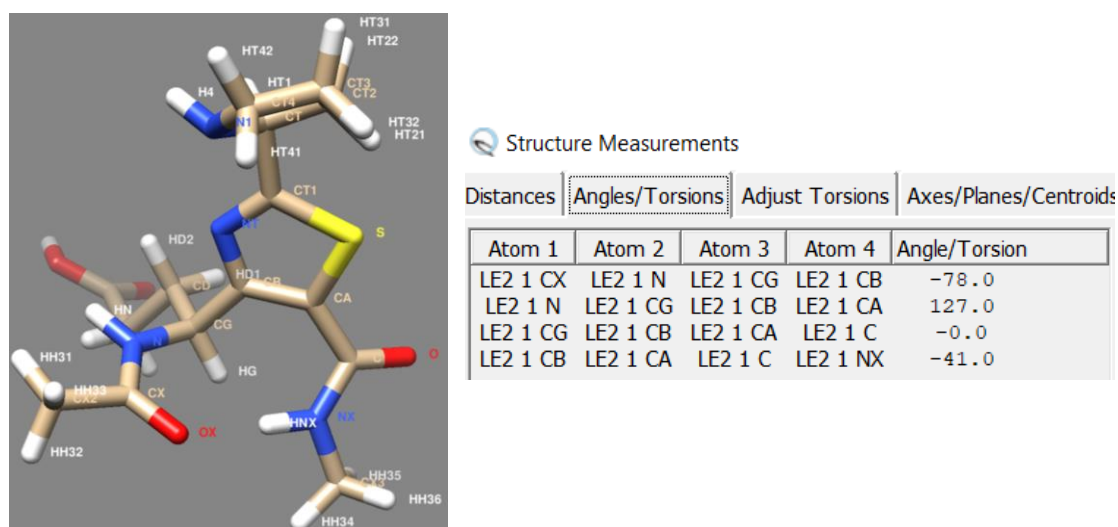 HT31
HT22
HT42
HT1
CT3
CT2
H4
CT4
CT
N1
HT32
HT21
HT41
CT1
NT
S
HD2
HD1
CB
CD
CA
HN
CG
N
C
O
HH31
HG
HH33
CX
CX2
HNX
NX
OX
HH32
HH35
CX3
HH36
HH34
Structure Measurements
Distances Angles/Torsions Adjust Torsions Axes/Planes/Centroids
Atom 1 Atom 2 Atom 3 Atom 4 Angle/Torsion
LE2 1 CX LE2 1 N LE2 1 CG LE2 1 CB -78.0
LE2 1 N LE2 1 CG LE2 1 CB LE2 1 CA 127.0
LE2 1 CG LE2 1 CB LE2 1 CA LE2 1 C -0.0
LE2 1 CB LE2 1 CA LE2 1 C LE2 1 NX -41.0